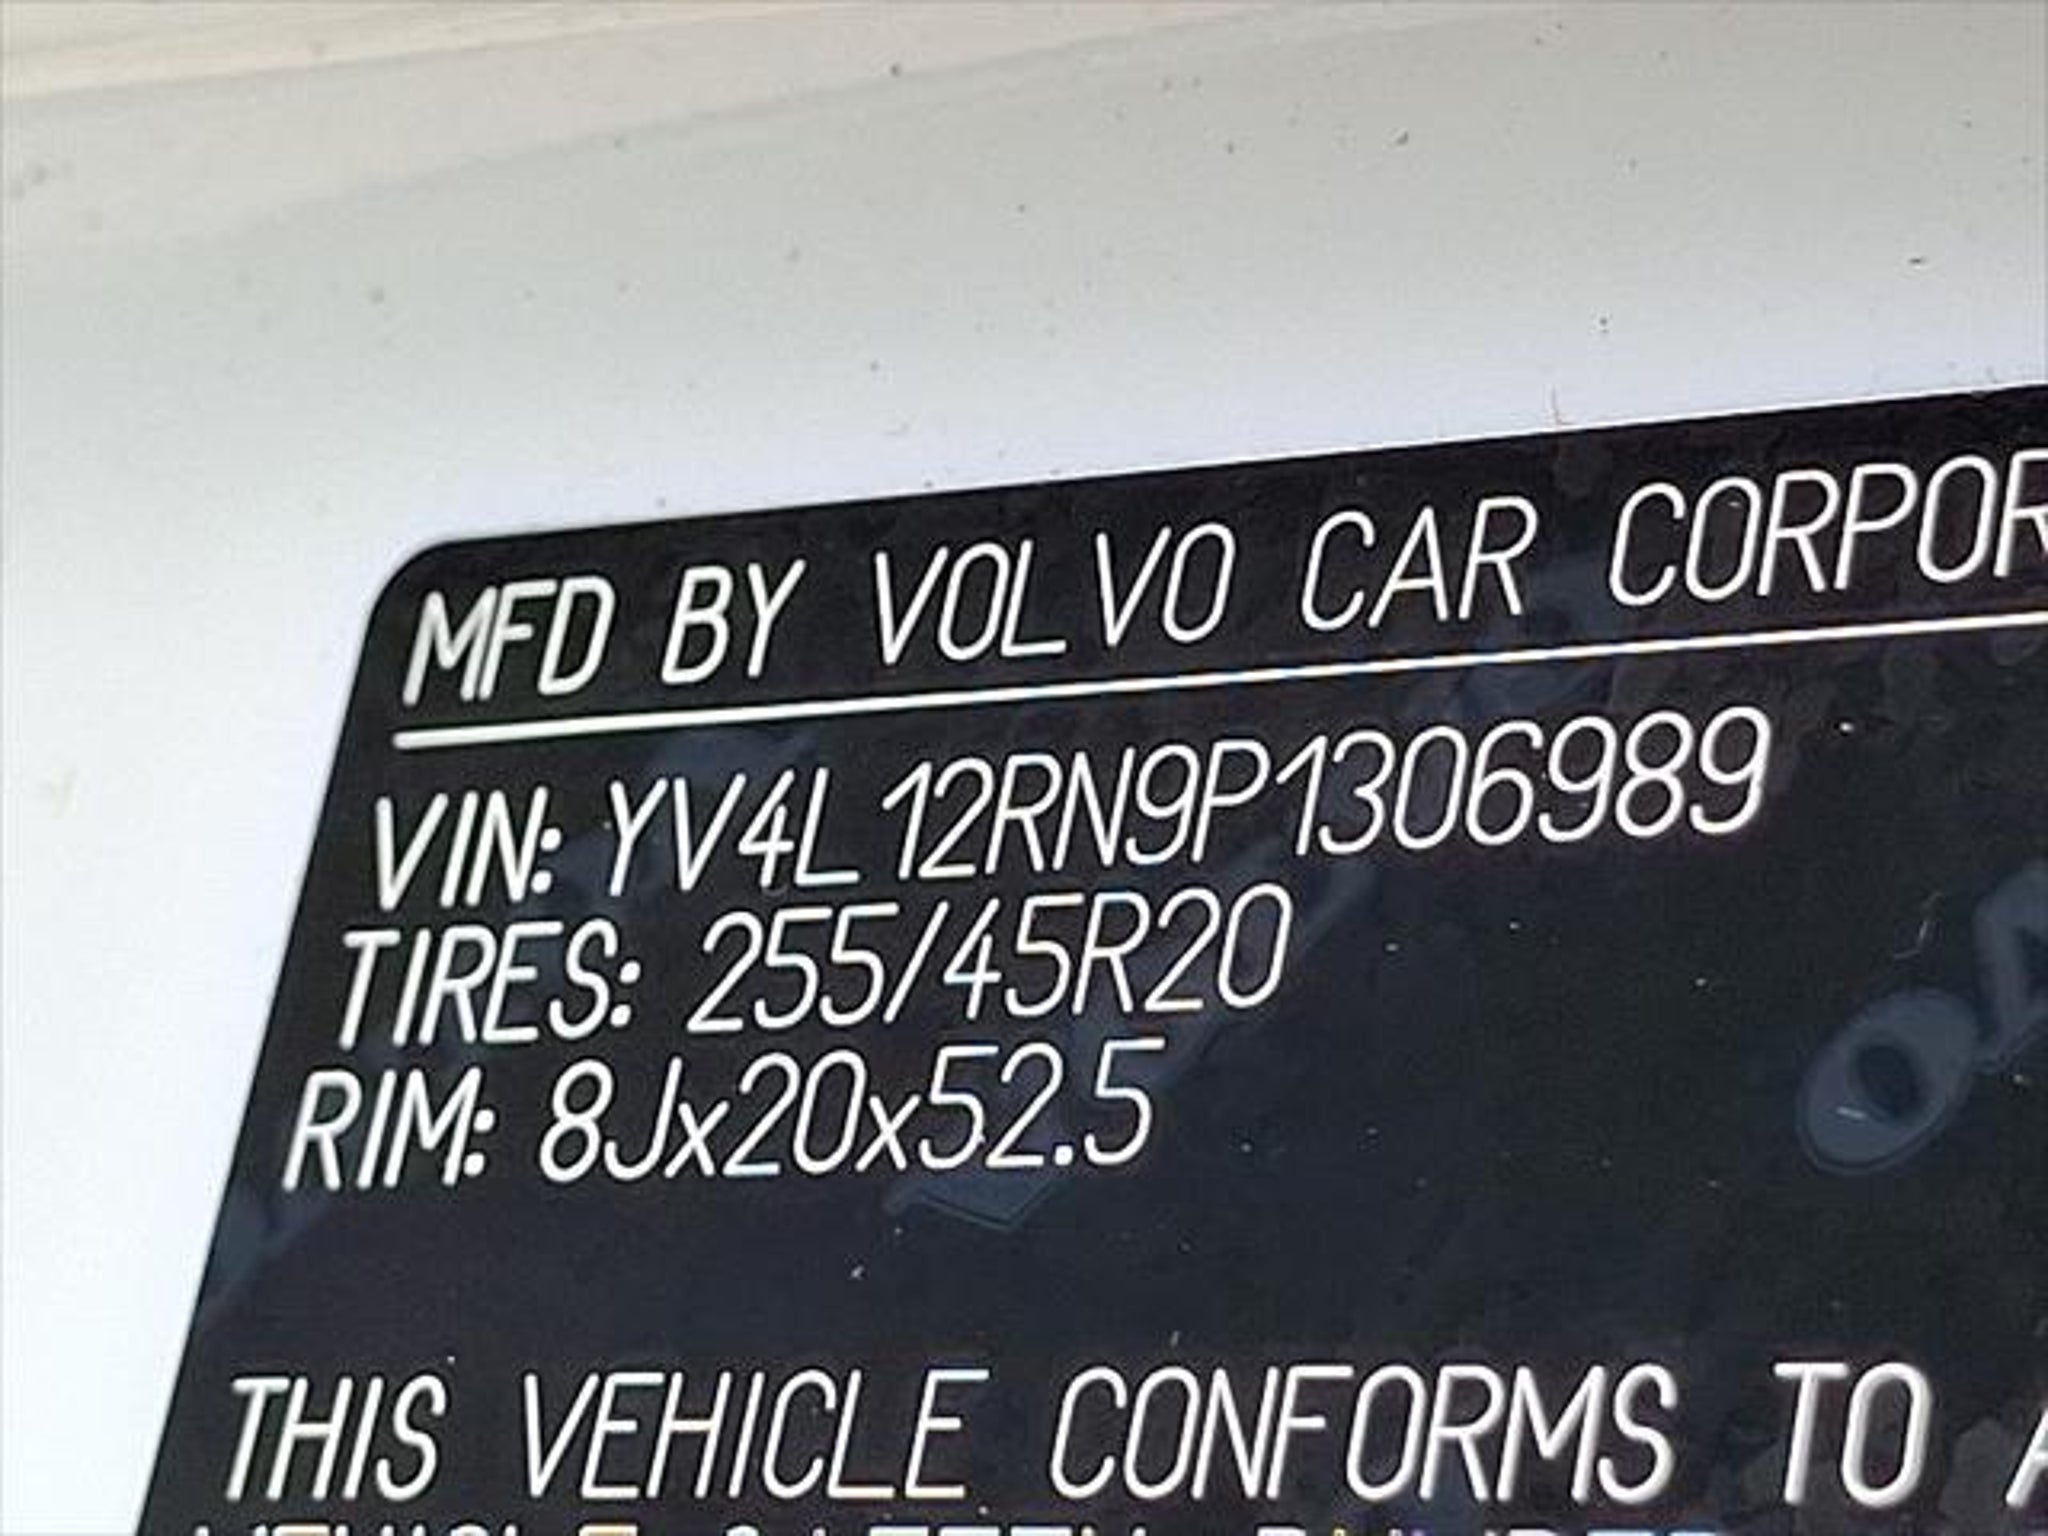 MFD BY VOLVO CAR CORPOR
VIN: YV4L12RN9P1306989
TIRES: 255/45R20
RIM: 8Jx20x52.5
THIS VEHICLE CONFORMS TO A